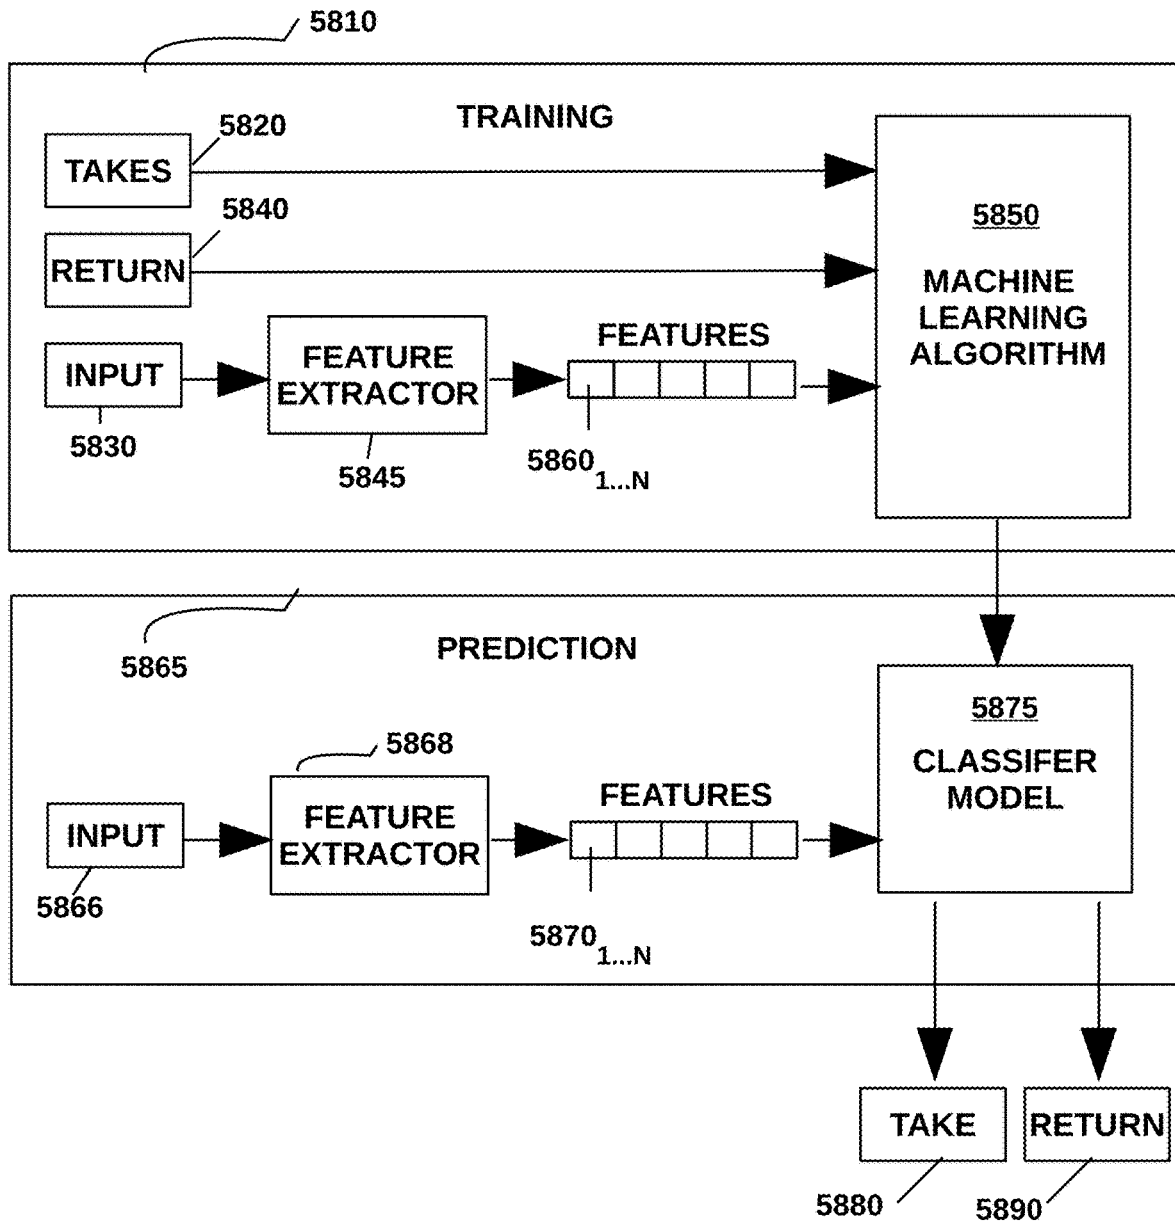 5810
TRAINING
5820
TAKES
5840
RETURN
5850
MACHINE
LEARNING
ALGORITHM
INPUT
5830
FEATURE
EXTRACTOR
5845
FEATURES
5860 1...N
5865
PREDICTION
5868
INPUT
5866
FEATURE
EXTRACTOR
FEATURES
5870 1...N
5875
CLASSIFER
MODEL
TAKE
RETURN
5880
5890